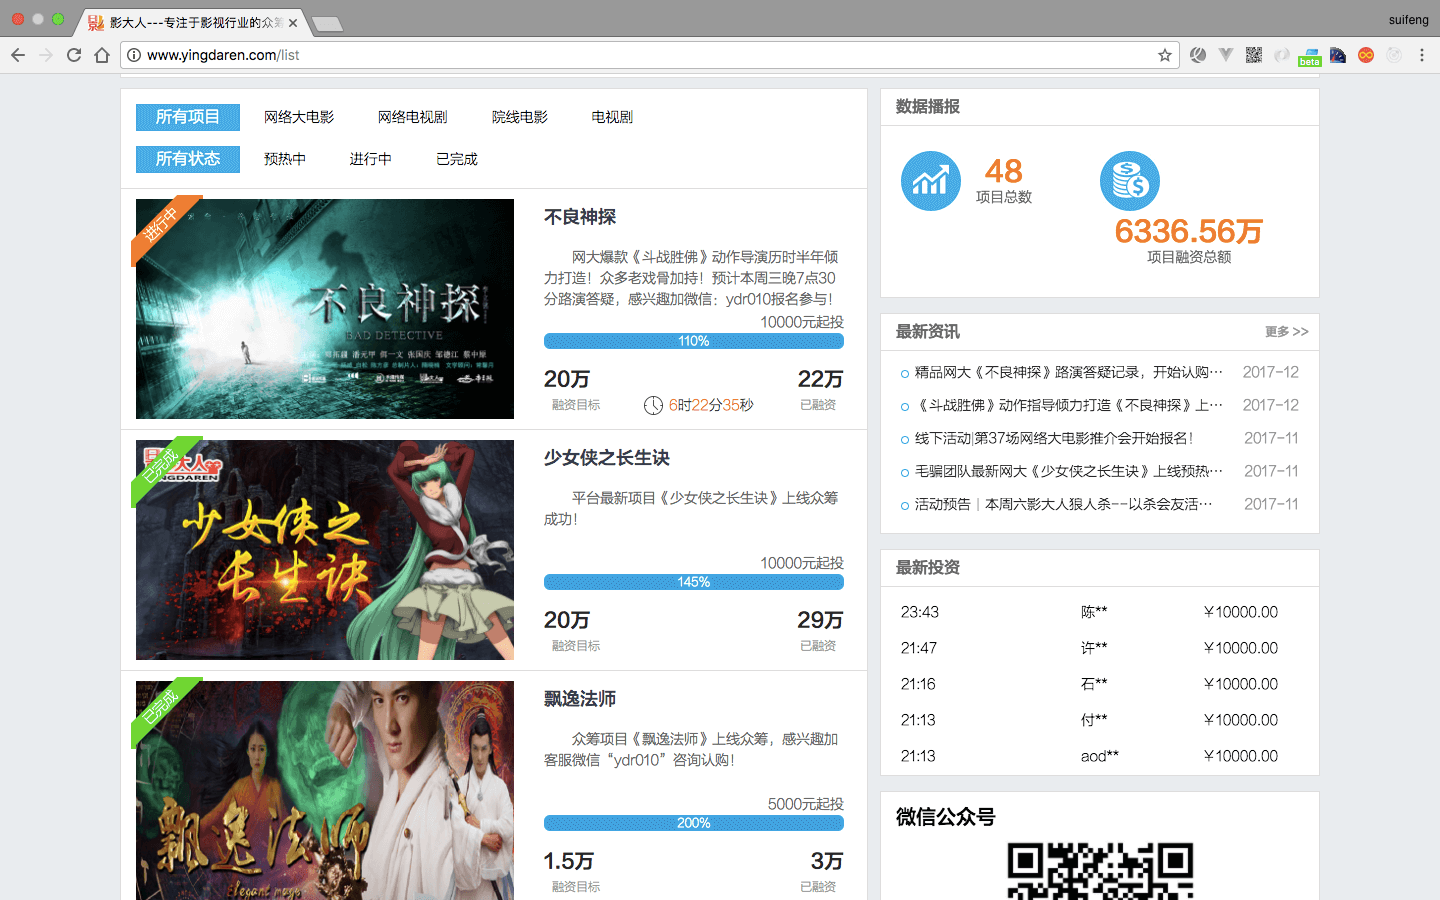 影大人---专注于影视行业的众筹
suifeng
www.yingdaren.com/list
beta
所有项目 网络大电影 网络电视剧 院线电影 电视剧
所有状态 预热中 进行中 已完成
进行中
不良神探
BAD DETECTIVE
不良神探
网大爆款《斗战胜佛》动作导演历时半年倾
力打造！众多老戏骨加持！预计本周三晚7点30
分路演答疑，感兴趣加微信：ydr010报名参与！
10000元起投
110%
20万 22万
融资目标 6时22分35秒 已融资
已完成
少女侠之
长生诀
少女侠之长生诀
平台最新项目《少女侠之长生诀》上线众筹
成功！
10000元起投
145%
20万 29万
融资目标 已融资
已完成
飘逸法师
Elegant mage
飘逸法师
众筹项目《飘逸法师》上线众筹，感兴趣加
客服微信“ydr010”咨询认购！
5000元起投
200%
1.5万 3万
融资目标 已融资
数据播报
48
项目总数
6336.56万
项目融资总额
最新资讯 更多 >>
精品网大《不良神探》路演答疑记录，开始认购… 2017-12
《斗战胜佛》动作指导倾力打造《不良神探》上… 2017-12
线下活动|第37场网络大电影推介会开始报名！ 2017-11
毛骗团队最新网大《少女侠之长生诀》上线预热… 2017-11
活动预告｜本周六影大人狼人杀--以杀会友活… 2017-11
最新投资
23:43 陈** ￥10000.00
21:47 许** ￥10000.00
21:16 石** ￥10000.00
21:13 付** ￥10000.00
21:13 aod** ￥10000.00
微信公众号